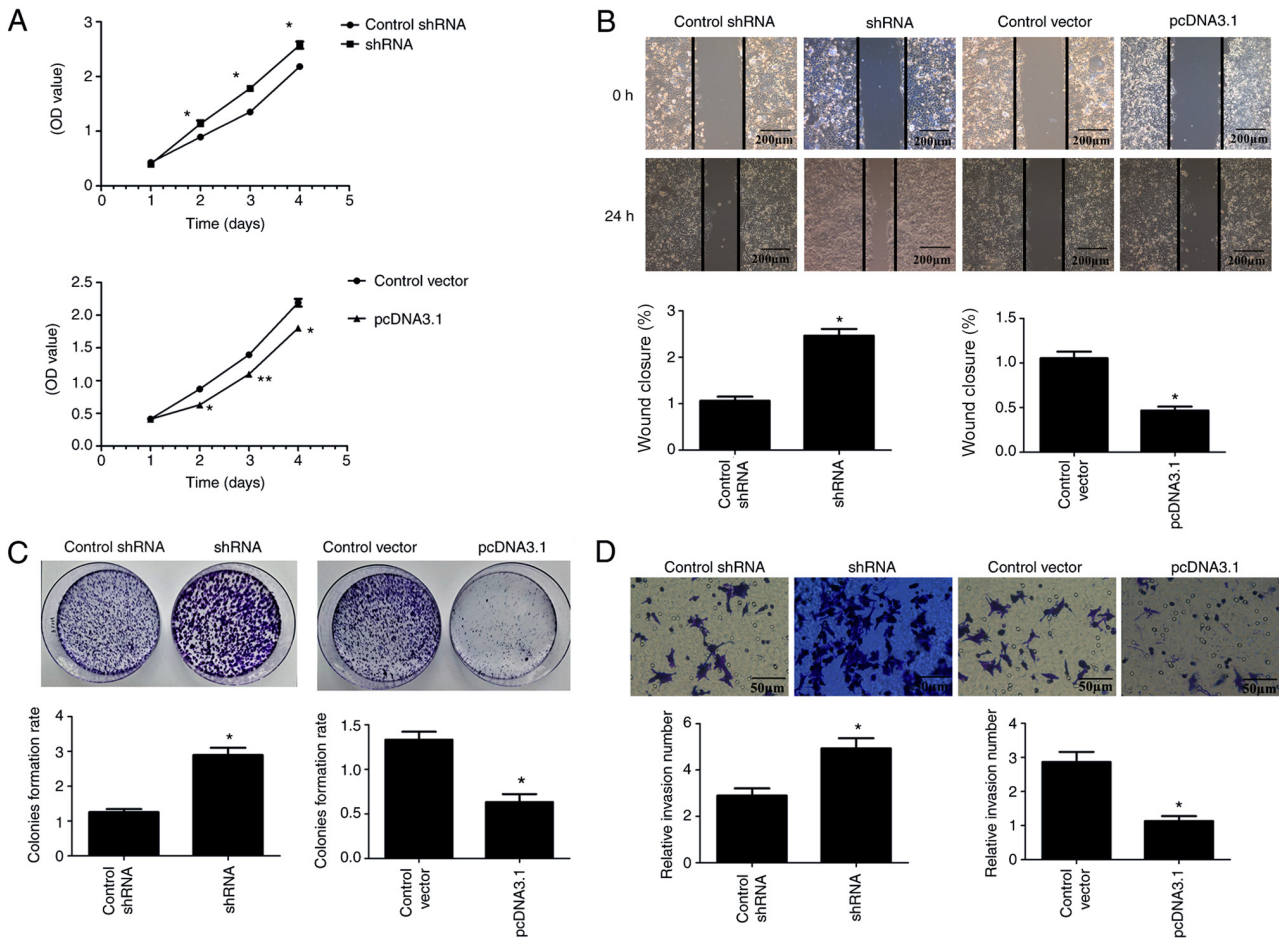 A
3
2
1
0
(OD value)
0
1
2
3
4
5
Time (days)
Control shRNA
shRNA
*
*
*
2.5
2.0
1.5
1.0
0.5
0.0
(OD value)
0
1
2
3
4
5
Time (days)
Control vector
pcDNA3.1
*
**
*
B
Control shRNA
shRNA
Control vector
pcDNA3.1
0 h
200µm
200µm
200µm
200µm
24 h
200µm
200µm
200µm
200µm
Wound closure (%)
3
2
1
0
*
Control
shRNA
shRNA
Wound closure (%)
1.5
1.0
0.5
0.0
*
Control
vector
pcDNA3.1
C
Control shRNA
shRNA
Control vector
pcDNA3.1
Colonies formation rate
4
3
2
1
0
*
Control
shRNA
shRNA
Colonies formation rate
1.5
1.0
0.5
0.0
*
Control
vector
pcDNA3.1
D
Control shRNA
shRNA
Control vector
pcDNA3.1
50µm
50µm
50µm
Relative invasion number
6
4
2
0
*
Control
shRNA
shRNA
Relative invasion number
4
3
2
1
0
*
Control
vector
pcDNA3.1